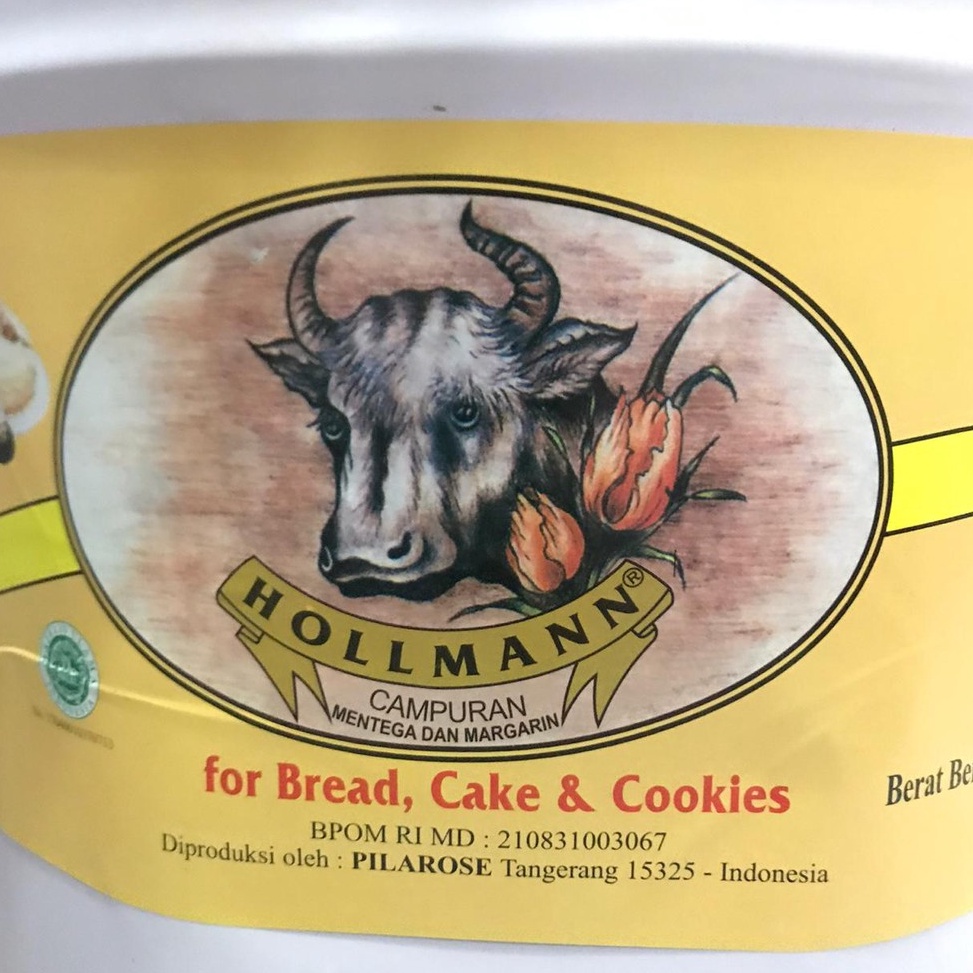 HOLLMANN®
CAMPURAN
MENTEGA DAN MARGARIN
for Bread, Cake & Cookies
Berat
BPOM RI MD : 210831003067
Diproduksi oleh : PILAROSE Tangerang 15325 - Indonesia